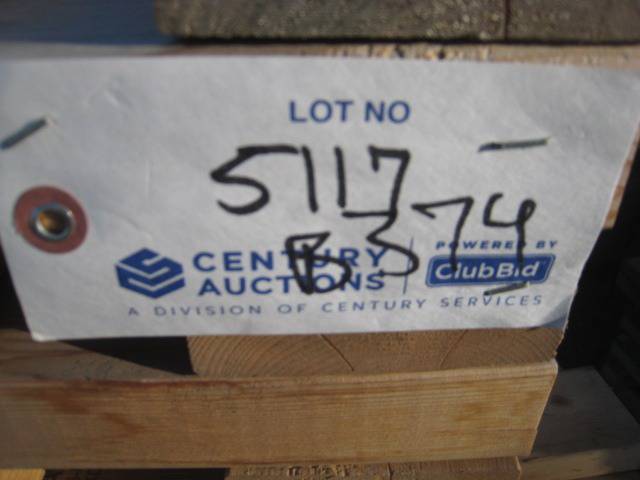 LOT NO
5117
B374
CENTURY AUCTIONS
POWERED BY
ClubBid
A DIVISION OF CENTURY SERVICES